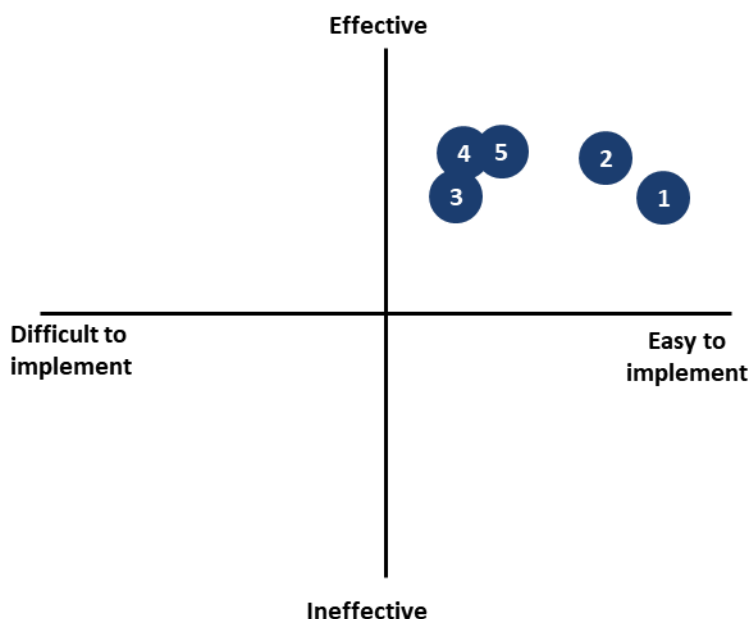 Effective
4 5 2
3 1
Difficult to
implement
Easy to
implement
Ineffective